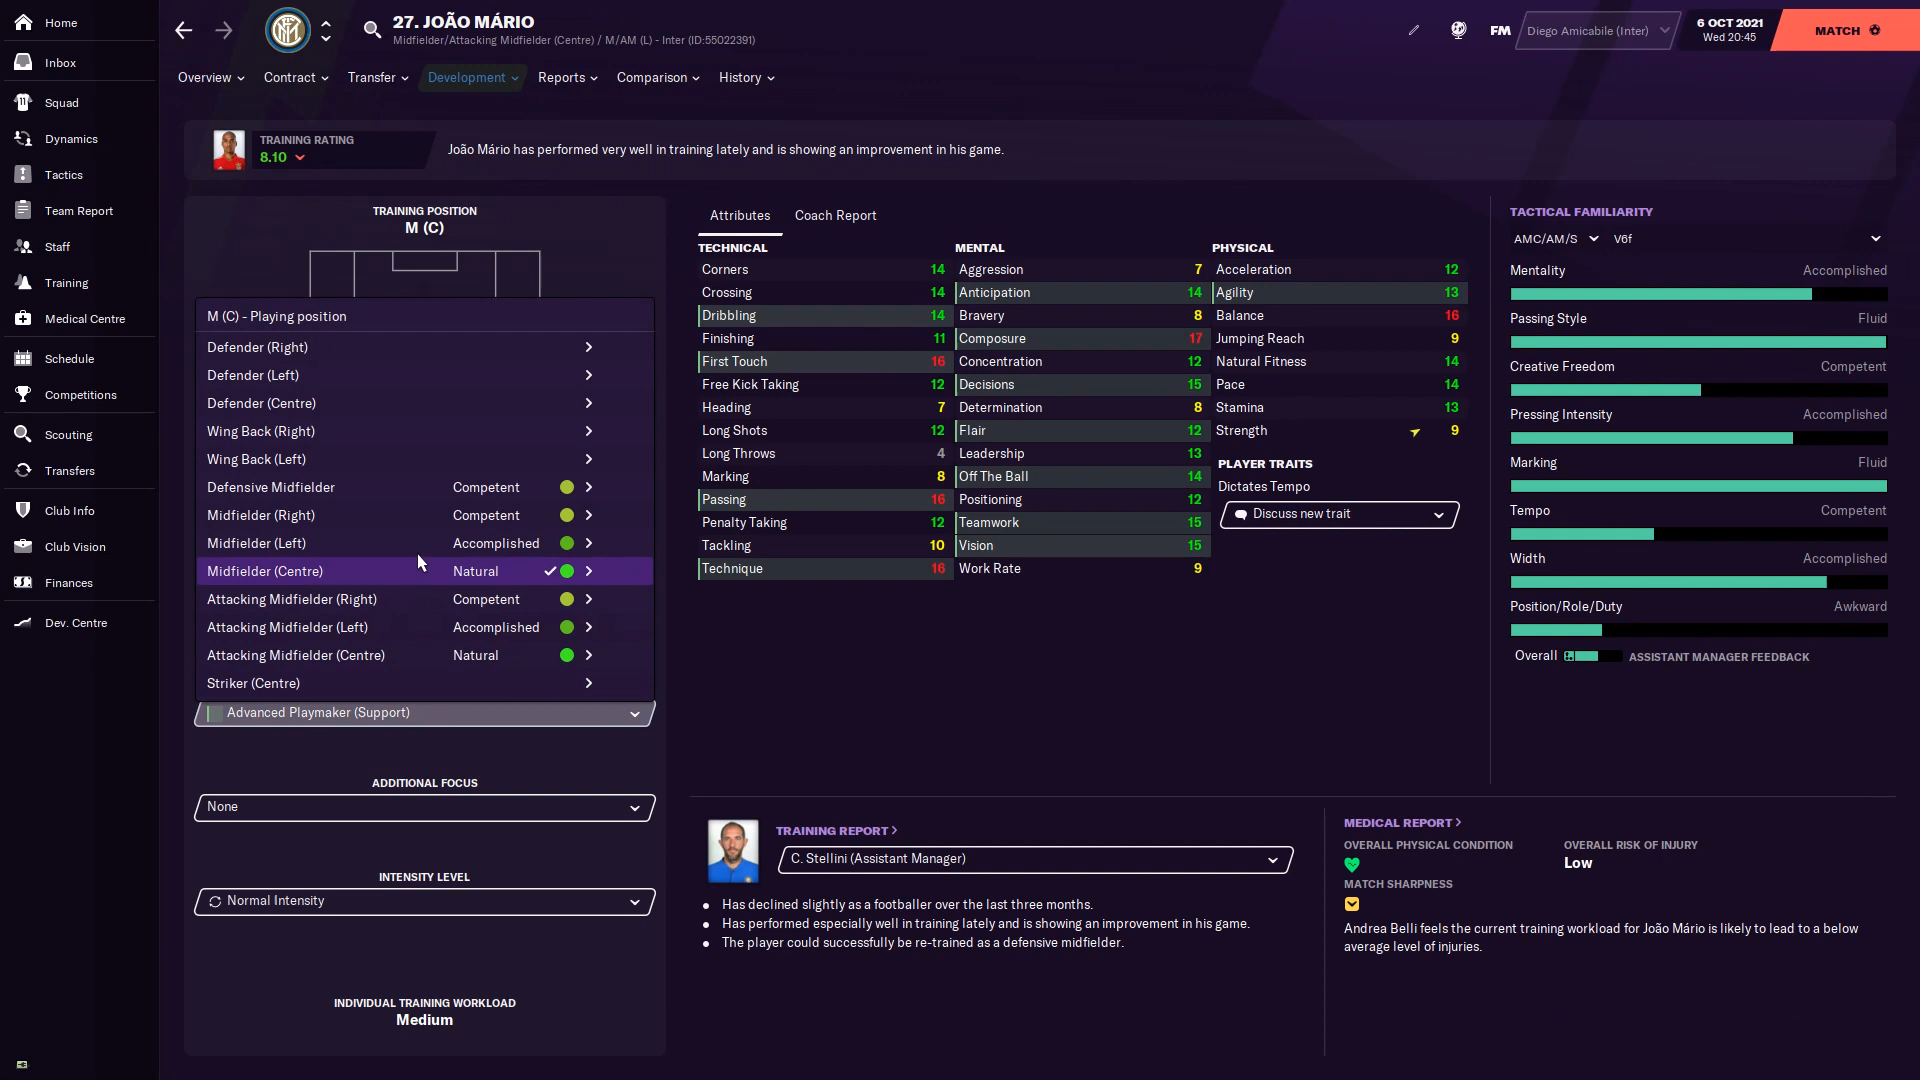 Home
Inbox
Squad
Dynamics
Tactics
Team Report
Staff
Training
Medical Centre
Schedule
Competitions
Scouting
Transfers
Club Info
Club Vision
Finances
Dev. Centre
27. JOÃO MÁRIO
Midfielder/Attacking Midfielder (Centre) / M/AM (L) - Inter (ID:55022391)
FM
Diego Amicabile (Inter)
6 OCT 2021
Wed 20:45
MATCH
Overview
Contract
Transfer
Development
Reports
Comparison
History
TRAINING RATING
8.10
João Mário has performed very well in training lately and is showing an improvement in his game.
TRAINING POSITION
M (C)
M (C) - Playing position
Defender (Right)
Defender (Left)
Defender (Centre)
Wing Back (Right)
Wing Back (Left)
Defensive Midfielder Competent
Midfielder (Right) Competent
Midfielder (Left) Accomplished
Midfielder (Centre) Natural
Attacking Midfielder (Right) Competent
Attacking Midfielder (Left) Accomplished
Attacking Midfielder (Centre) Natural
Striker (Centre)
Advanced Playmaker (Support)
ADDITIONAL FOCUS
None
INTENSITY LEVEL
Normal Intensity
INDIVIDUAL TRAINING WORKLOAD
Medium
Attributes
Coach Report
TECHNICAL
Corners 14
Crossing 14
Dribbling 14
Finishing 11
First Touch 16
Free Kick Taking 12
Heading 7
Long Shots 12
Long Throws 4
Marking 8
Passing 16
Penalty Taking 12
Tackling 10
Technique 16
MENTAL
Aggression 7
Anticipation 14
Bravery 8
Composure 17
Concentration 12
Decisions 15
Determination 8
Flair 12
Leadership 13
Off The Ball 14
Positioning 12
Teamwork 15
Vision 15
Work Rate 9
PHYSICAL
Acceleration 12
Agility 13
Balance 16
Jumping Reach 9
Natural Fitness 14
Pace 14
Stamina 13
Strength 9
PLAYER TRAITS
Dictates Tempo
Discuss new trait
TACTICAL FAMILIARITY
AMC/AM/S V6f
Mentality Accomplished
Passing Style Fluid
Creative Freedom Competent
Pressing Intensity Accomplished
Marking Fluid
Tempo Competent
Width Accomplished
Position/Role/Duty Awkward
Overall ASSISTANT MANAGER FEEDBACK
TRAINING REPORT
C. Stellini (Assistant Manager)
Has declined slightly as a footballer over the last three months.
Has performed especially well in training lately and is showing an improvement in his game.
The player could successfully be re-trained as a defensive midfielder.
MEDICAL REPORT
OVERALL PHYSICAL CONDITION
OVERALL RISK OF INJURY
Low
MATCH SHARPNESS
Andrea Belli feels the current training workload for João Mário is likely to lead to a below
average level of injuries.